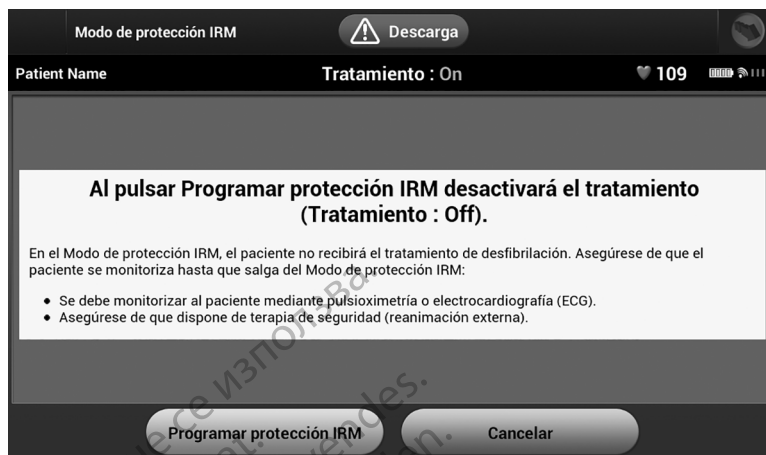 Modo de protección IRM
Descarga
Patient Name
Tratamiento : On
109
Al pulsar Programar protección IRM desactivará el tratamiento
(Tratamiento : Off).
En el Modo de protección IRM, el paciente no recibirá el tratamiento de desfibrilación. Asegúrese de que el
paciente se monitoriza hasta que salga del Modo de protección IRM:
• Se debe monitorizar al paciente mediante pulsioximetría o electrocardiografía (ECG).
• Asegúrese de que dispone de terapia de seguridad (reanimación externa).
Programar protección IRM
Cancelar
се използва.